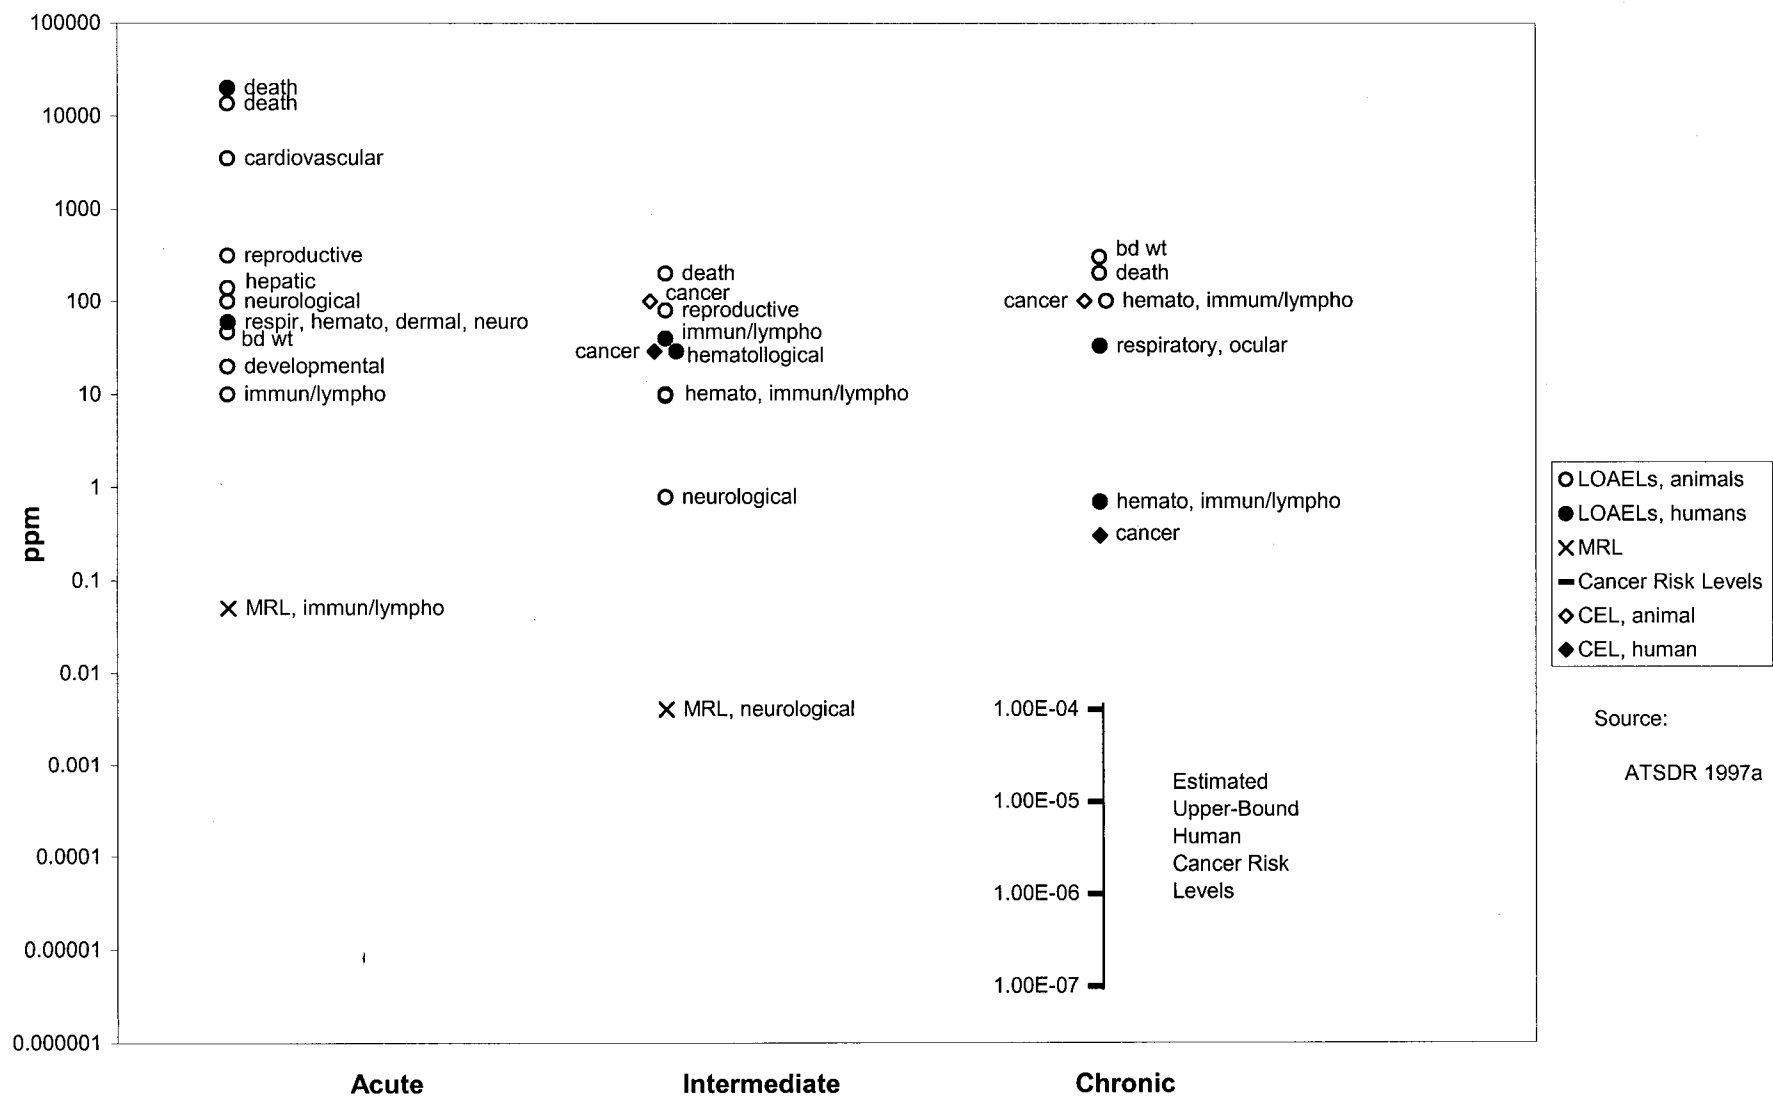 100000
10000
1000
100
10
1
0.1
0.01
0.001
0.0001
0.00001
0.000001
ppm
death
death
cardiovascular
reproductive
hepatic
neurological
respir, hemato, dermal, neuro
bd wt
developmental
immun/lympho
MRL, immun/lympho
death
cancer
reproductive
immun/lympho
cancer
hematollogical
hemato, immun/lympho
neurological
MRL, neurological
bd wt
death
cancer
hemato, immum/lympho
respiratory, ocular
hemato, immun/lympho
cancer
1.00E-04
1.00E-05
1.00E-06
1.00E-07
Estimated
Upper-Bound
Human
Cancer Risk
Levels
Acute
Intermediate
Chronic
LOAELs, animals
LOAELs, humans
MRL
Cancer Risk Levels
CEL, animal
CEL, human
Source:
ATSDR 1997a